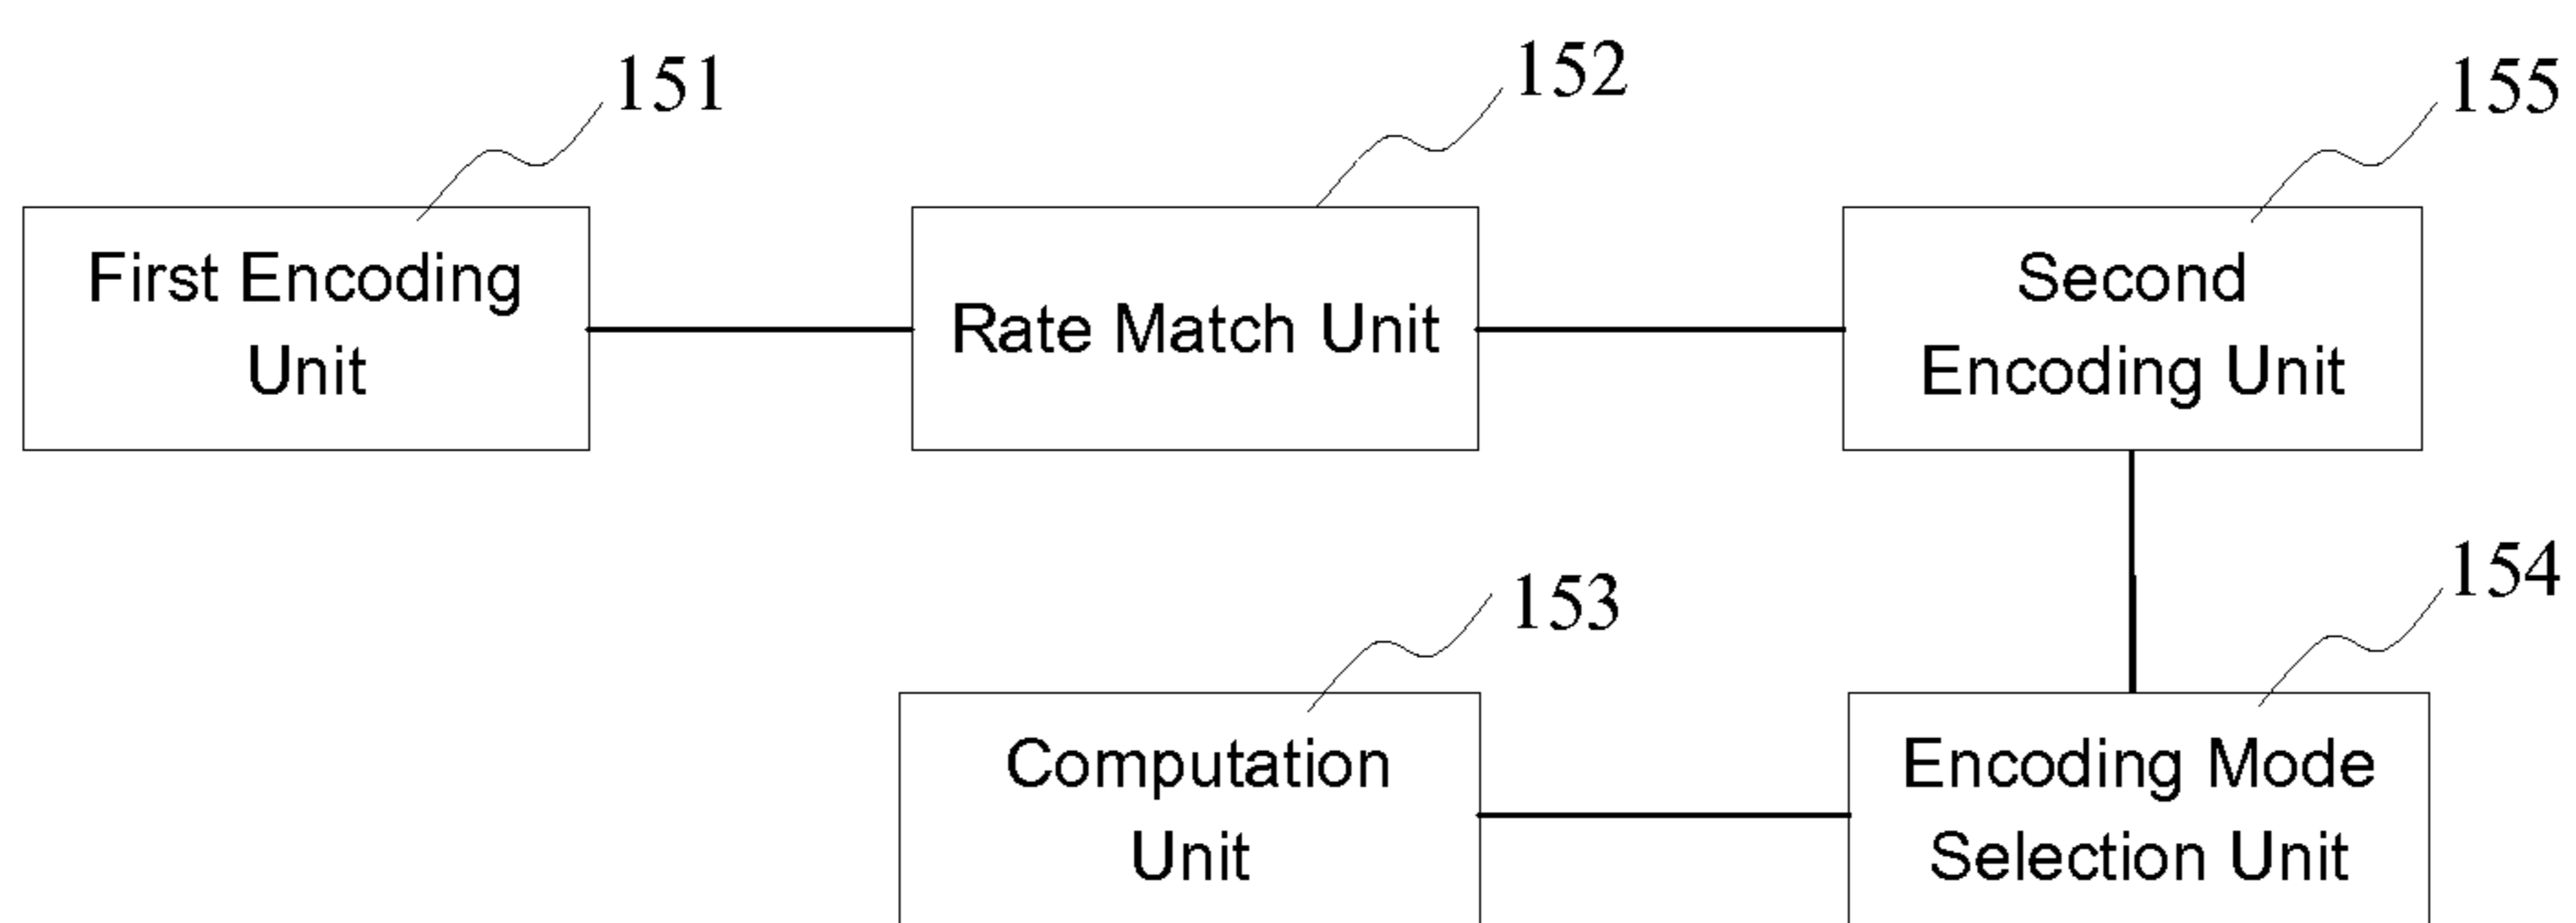 151
152
155
First Encoding
Unit
Rate Match Unit
Second
Encoding Unit
153
154
Computation
Unit
Encoding Mode
Selection Unit